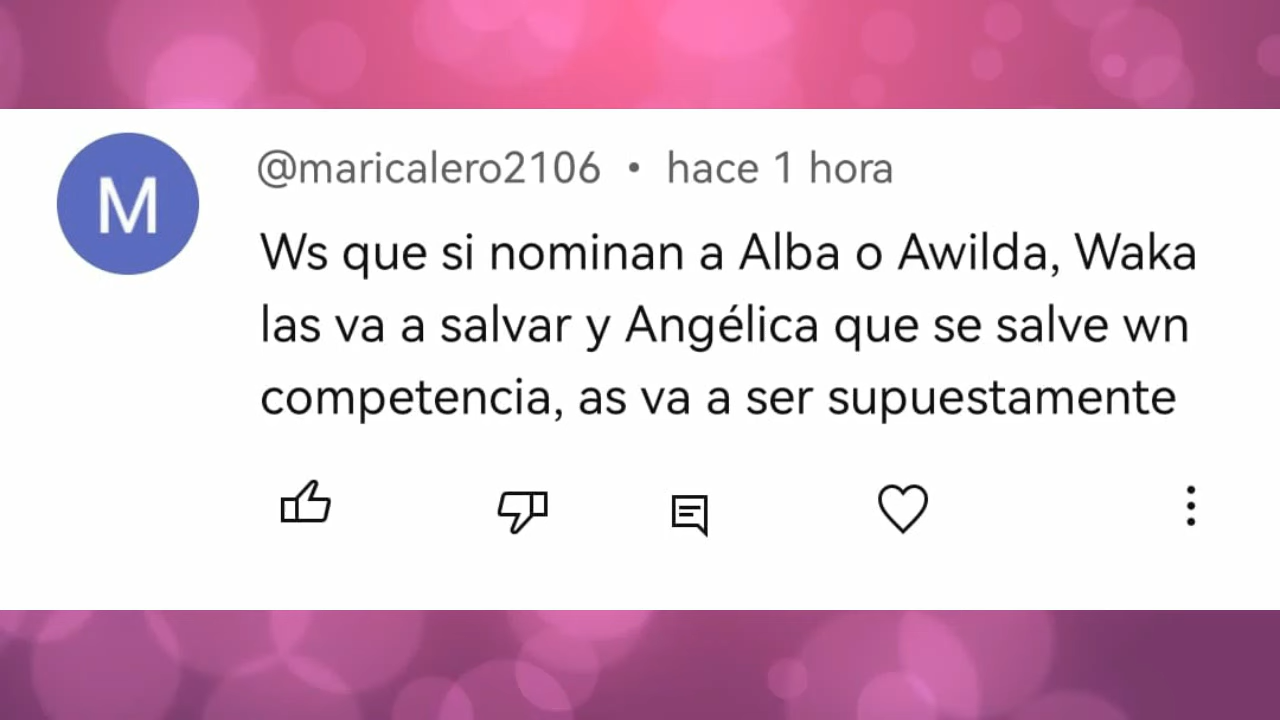 M
@maricalero2106 • hace 1 hora
Ws que si nominan a Alba o Awilda, Waka
las va a salvar y Angélica que se salve wn
competencia, as va a ser supuestamente